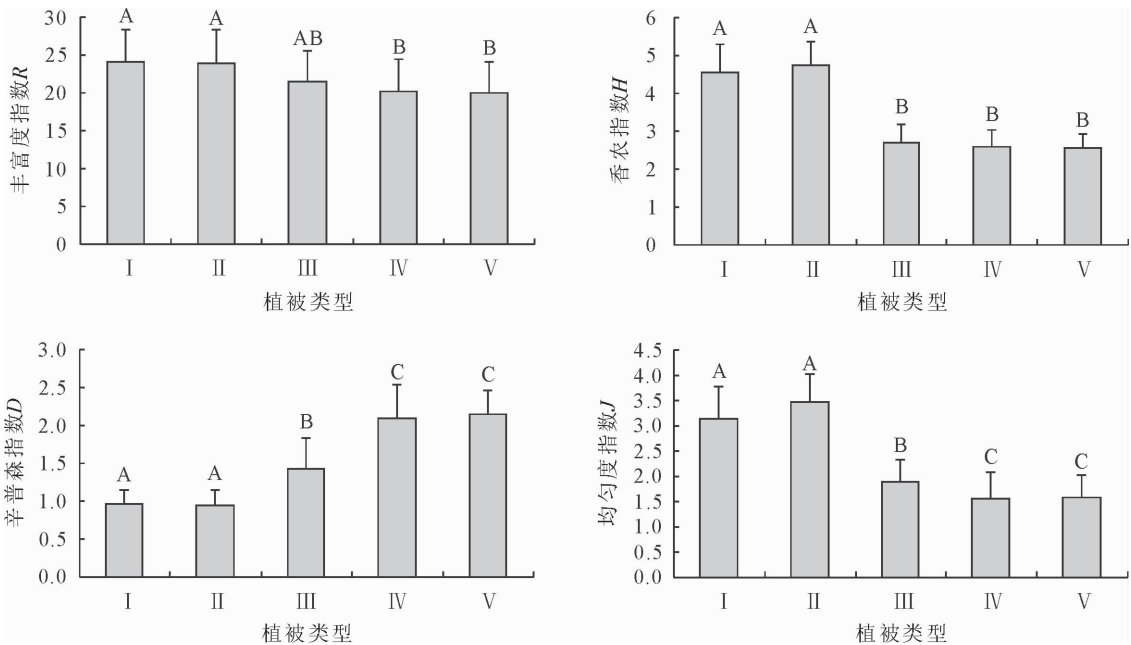 丰富度指数R
30
25
20
15
10
5
0
A
A
AB
B
B
Ⅰ
Ⅱ
Ⅲ
Ⅳ
Ⅴ
植被类型
香农指数H
6
5
4
3
2
1
0
A
A
B
B
B
Ⅰ
Ⅱ
Ⅲ
Ⅳ
Ⅴ
植被类型
辛普森指数D
3.0
2.5
2.0
1.5
1.0
0.5
0.0
A
A
B
C
C
Ⅰ
Ⅱ
Ⅲ
Ⅳ
Ⅴ
植被类型
均匀度指数J
4.5
4.0
3.5
3.0
2.5
2.0
1.5
1.0
0.5
0.0
A
A
B
C
C
Ⅰ
Ⅱ
Ⅲ
Ⅳ
Ⅴ
植被类型